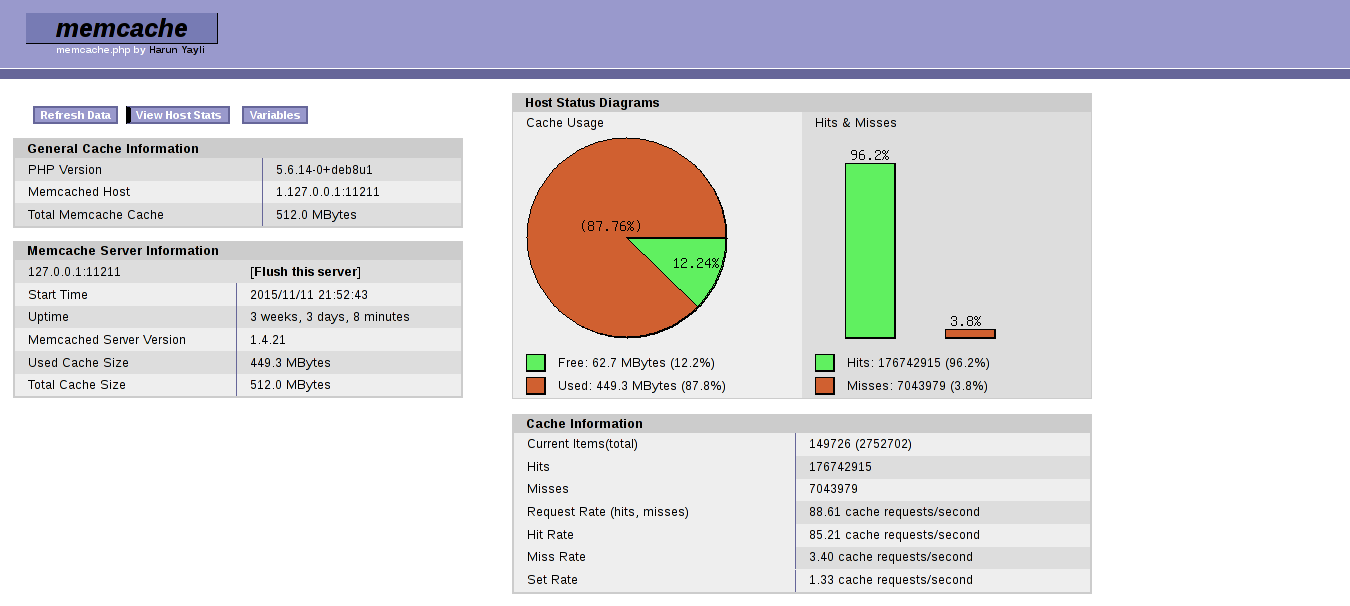 memcache
memcache.php by Harun Yayli
Refresh Data View Host Stats Variables
General Cache Information
PHP Version 5.6.14-0+deb8u1
Memcached Host 1.127.0.0.1:11211
Total Memcache Cache 512.0 MBytes
Memcache Server Information
127.0.0.1:11211 [Flush this server]
Start Time 2015/11/11 21:52:43
Uptime 3 weeks, 3 days, 8 minutes
Memcached Server Version 1.4.21
Used Cache Size 449.3 MBytes
Total Cache Size 512.0 MBytes
Host Status Diagrams
Cache Usage Hits & Misses
(87.76%)
12.24%
96.2%
3.8%
Free: 62.7 MBytes (12.2%) Hits: 176742915 (96.2%)
Used: 449.3 MBytes (87.8%) Misses: 7043979 (3.8%)
Cache Information
Current Items(total) 149726 (2752702)
Hits 176742915
Misses 7043979
Request Rate (hits, misses) 88.61 cache requests/second
Hit Rate 85.21 cache requests/second
Miss Rate 3.40 cache requests/second
Set Rate 1.33 cache requests/second